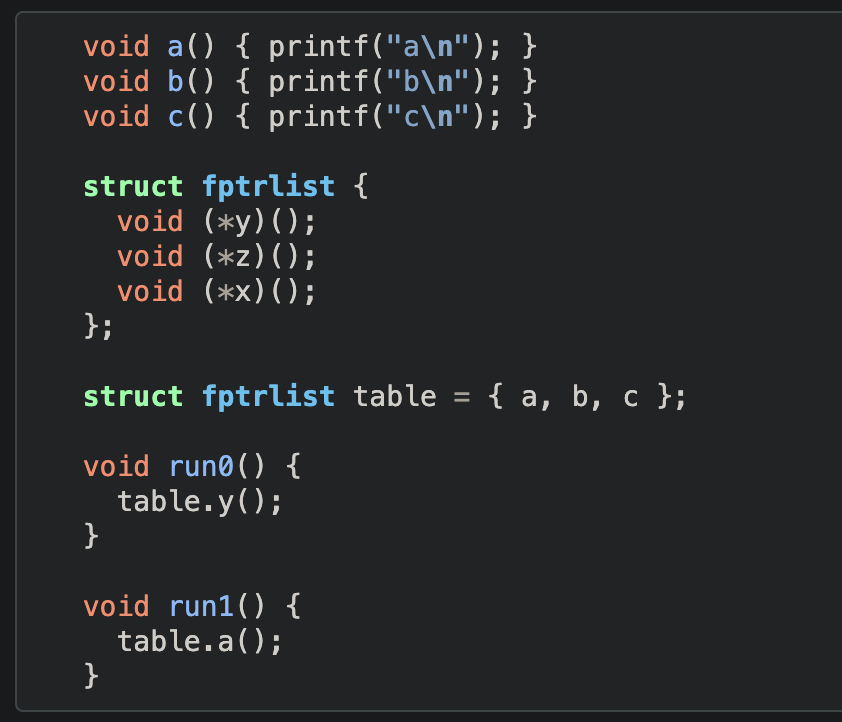 void a() { printf("a\n"); }
void b() { printf("b\n"); }
void c() { printf("c\n"); }
struct fptrlist {
  void (*y)();
  void (*z)();
  void (*x)();
};
struct fptrlist table = { a, b, c };
void run0() {
  table.y();
}
void run1() {
  table.a();
}